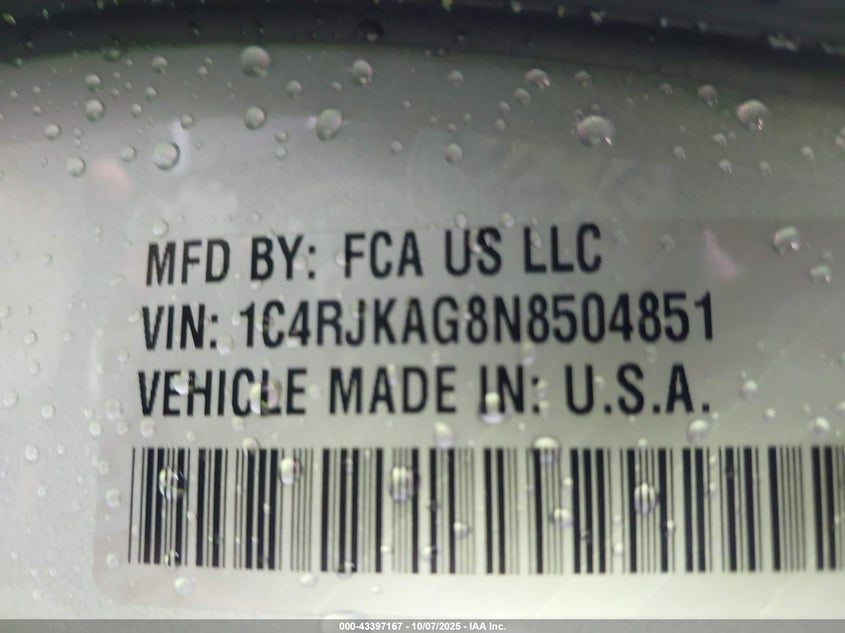 MFD BY: FCA US LLC
VIN: 1C4RJKAG8N8504851
VEHICLE MADE IN: U.S.A.
000-43397167 - 10/07/2025 - IAA Inc.